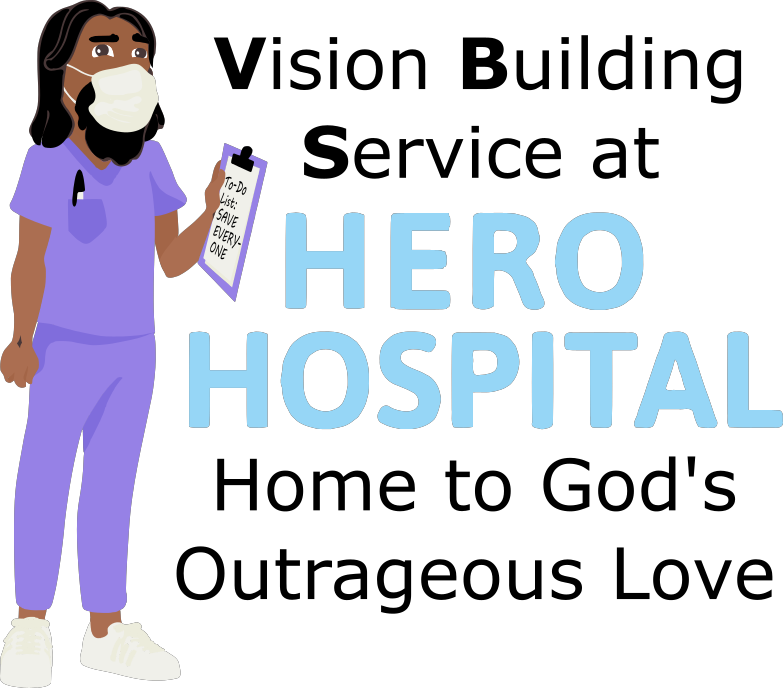 Vision Building
Service at
To-Do
List:
SAVE
EVERY-
ONE
HERO
HOSPITAL
Home to God's
Outrageous Love